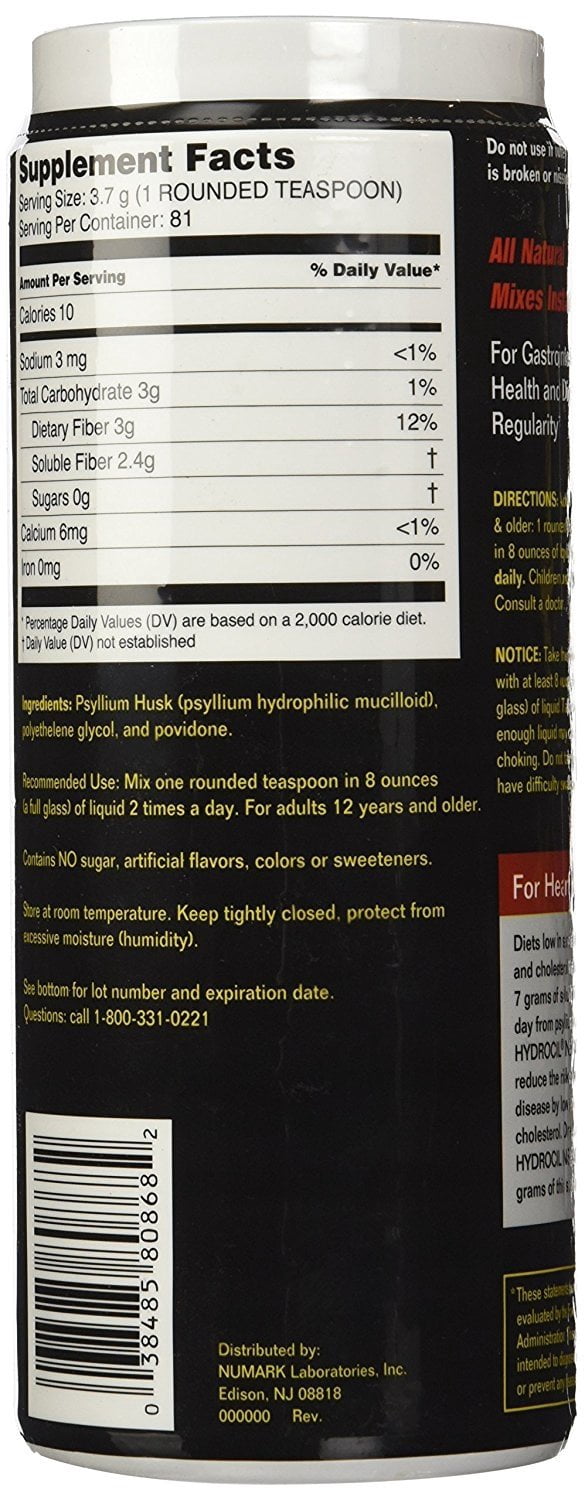 Supplement Facts
Serving Size: 3.7 g (1 ROUNDED TEASPOON)
Serving Per Container: 81
Amount Per Serving % Daily Value*
Calories 10
Sodium 3 mg <1%
Total Carbohydrate 3g 1%
Dietary Fiber 3g 12%
Soluble Fiber 2.4g †
Sugars 0g †
Calcium 6mg <1%
Iron 0mg 0%
* Percentage Daily Values (DV) are based on a 2,000 calorie diet.
† Daily Value (DV) not established
Ingredients: Psyllium Husk (psyllium hydrophilic mucilloid),
polyethelene glycol, and povidone.
Recommended Use: Mix one rounded teaspoon in 8 ounces
(a full glass) of liquid 2 times a day. For adults 12 years and older.
Contains NO sugar, artificial flavors, colors or sweeteners.
Store at room temperature. Keep tightly closed, protect from
excessive moisture (humidity).
See bottom for lot number and expiration date.
Questions: call 1-800-331-0221
0 38485 80868 2
Distributed by:
NUMARK Laboratories, Inc.
Edison, NJ 08818
000000 Rev.
Do not use if
is broken or
All Natural
Mixes
For
Health and
Regularity
DIRECTIONS:
& older: 1
in 8 ounces of
daily. Children
Consult a doctor
NOTICE: Take
with at least 8
glass) of liquid
enough liquid may
choking. Do not
have difficulty
For
Diets low in
and cholesterol
7 grams of
day from
HYDROCIL®
reduce the
disease by
cholesterol.
HYDROCIL
grams of this
*These statements
evaluated by the
Administration.
intended to
or prevent any